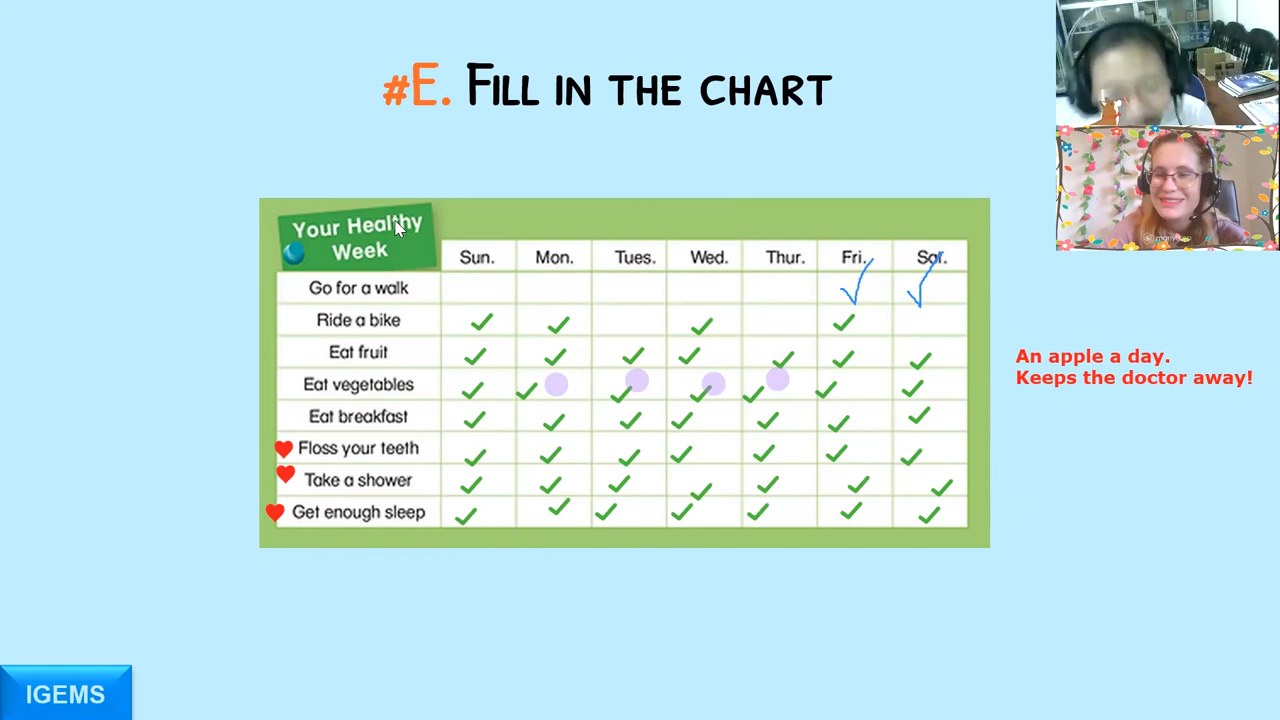 #E. FILL IN THE CHART
Your Healthy
Week
Sun. Mon. Tues. Wed. Thur. Fri. Sat.
Go for a walk
Ride a bike
Eat fruit
Eat vegetables
Eat breakfast
Floss your teeth
Take a shower
Get enough sleep
An apple a day.
Keeps the doctor away!
IGEMS